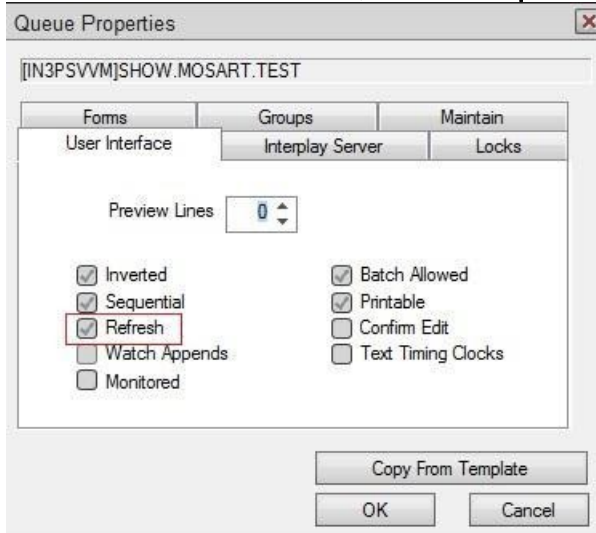 Queue Properties
[IN3PSVVM]SHOW.MOSART.TEST
Forms Groups Maintain
User Interface Interplay Server Locks
Preview Lines 0
Inverted Batch Allowed
Sequential Printable
Refresh Confirm Edit
Watch Appends Text Timing Clocks
Monitored
Copy From Template
OK Cancel